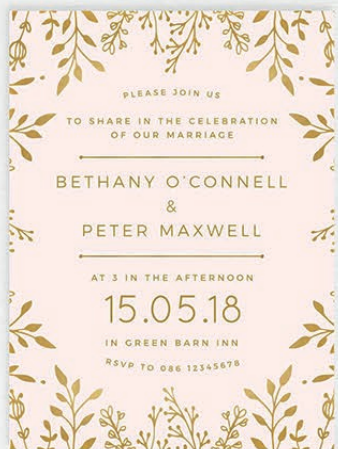 PLEASE JOIN US
TO SHARE IN THE CELEBRATION
OF OUR MARRIAGE
BETHANY O'CONNELL
&
PETER MAXWELL
AT 3 IN THE AFTERNOON
15.05.18
IN GREEN BARN INN
RSVP TO 086 12345678